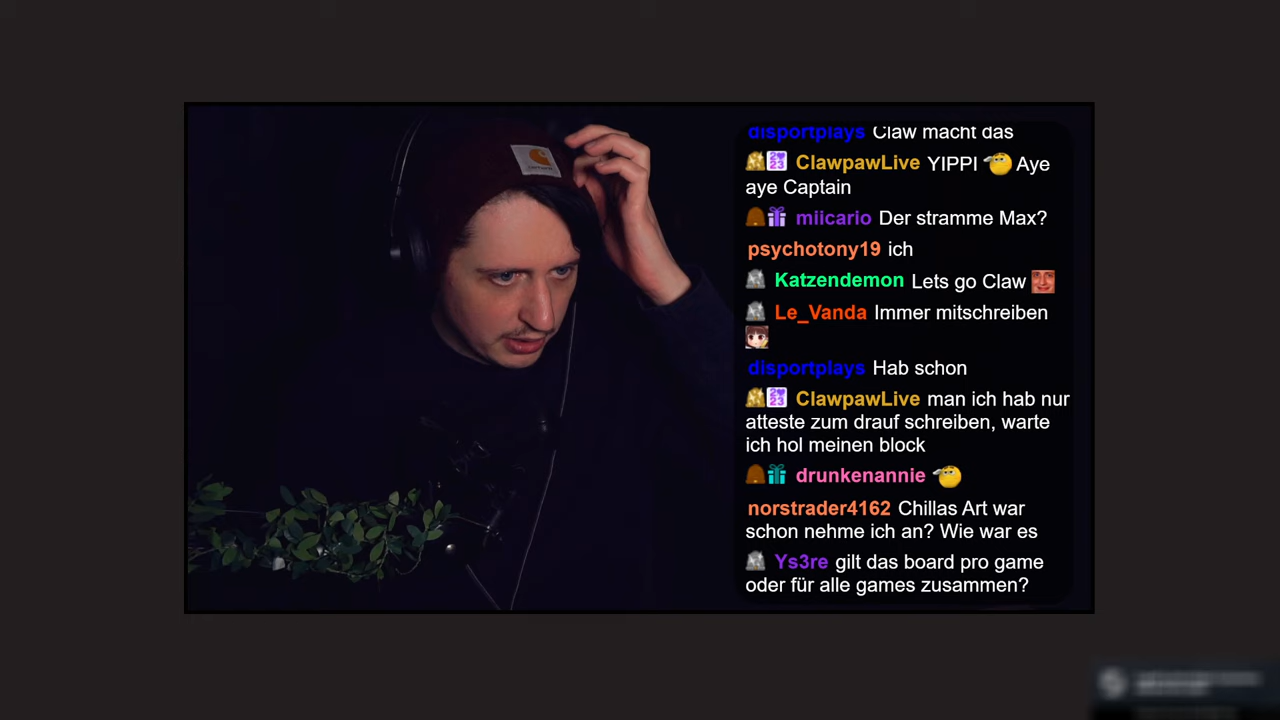 disportplays Claw macht das
ClawpawLive YIPPI Aye
aye Captain
miicario Der stramme Max?
psychotony19 ich
Katzendemon Lets go Claw
Le_Vanda Immer mitschreiben
disportplays Hab schon
ClawpawLive man ich hab nur
atteste zum drauf schreiben, warte
ich hol meinen block
drunkenannie
norstrader4162 Chillas Art war
schon nehme ich an? Wie war es
Ys3re gilt das board pro game
oder für alle games zusammen?